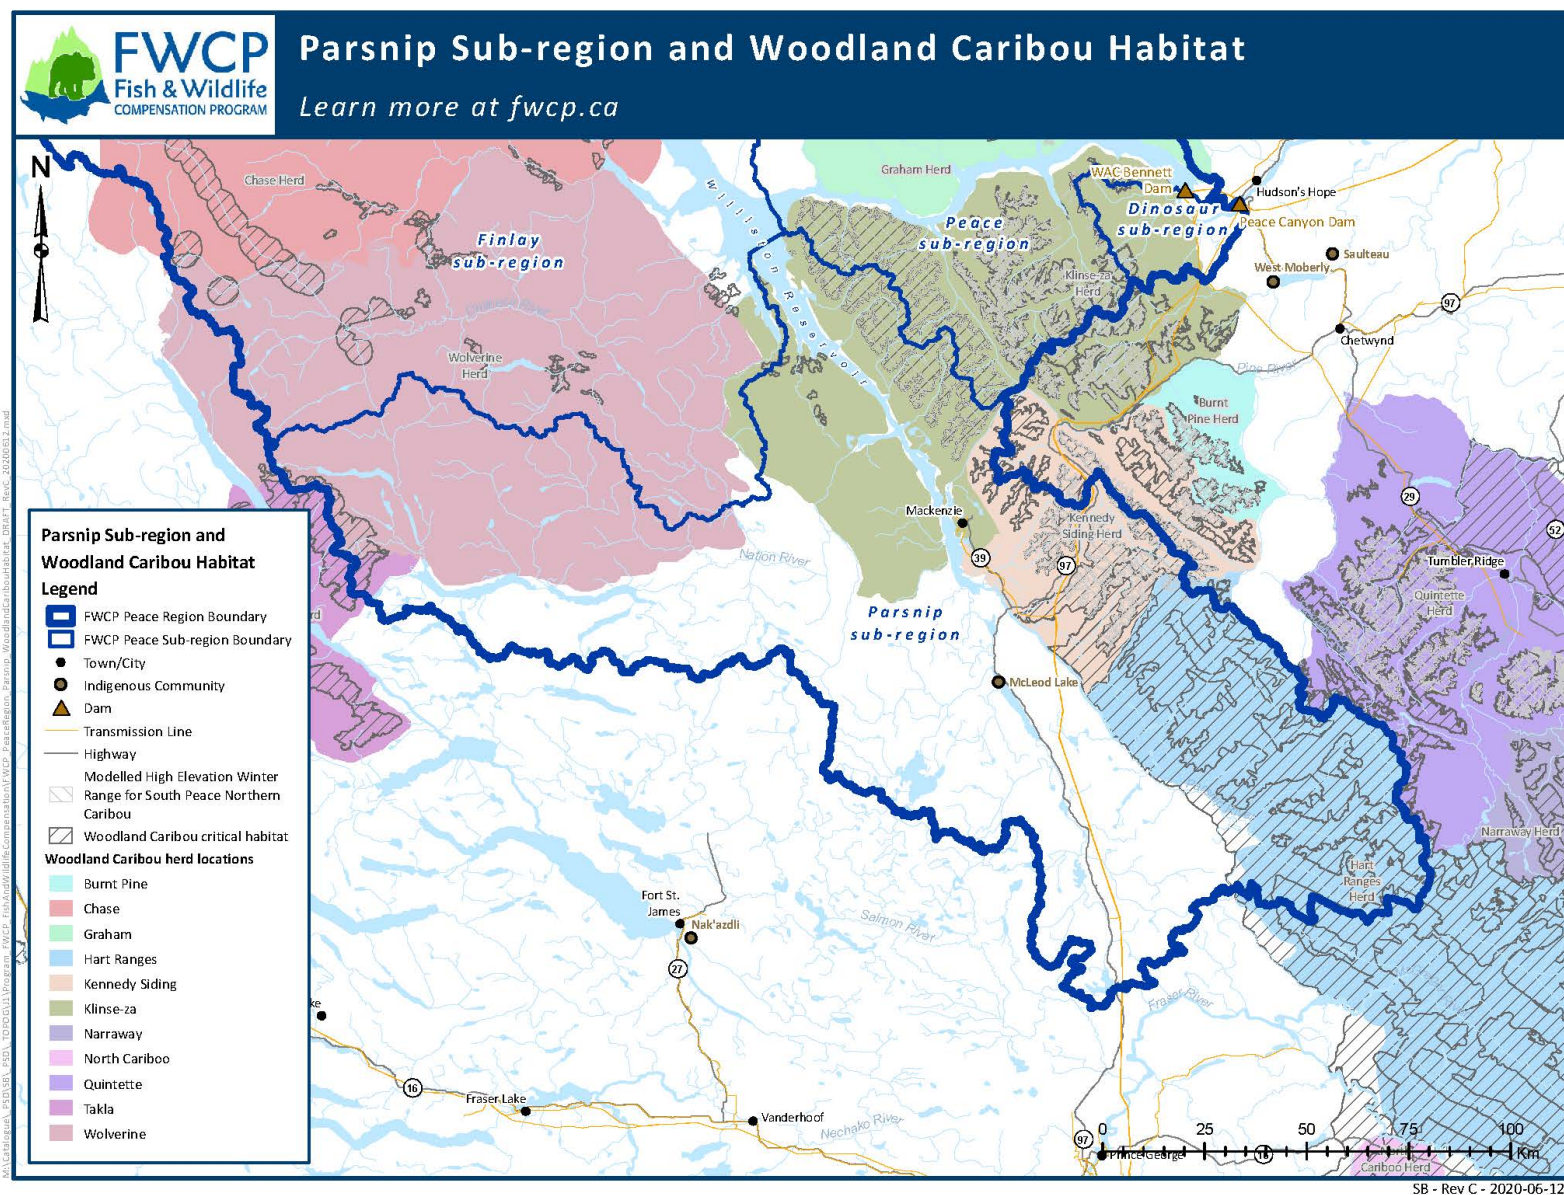 FWCP
Fish & Wildlife
COMPENSATION PROGRAM
Parsnip Sub-region and Woodland Caribou Habitat
Learn more at fwcp.ca
N
Chase Herd
Graham Herd
WAC Bennett
Dam
Hudson's Hope
Peace Canyon Dam
Dinosaur
sub-region
Peace
sub-region
Finlay
sub-region
Williston Reservoir
Klinse-za
Herd
West Moberly
Saulteau
97
Chetwynd
Pine River
Wolverine
Herd
Burnt
Pine Herd
29
52
Mackenzie
39
97
Kennedy
Siding Herd
Nation River
Tumbler Ridge
Quintette
Herd
Parsnip
sub-region
McLeod Lake
Narraway Herd
Hart
Ranges
Herd
Fort St.
James
Nak'azdli
27
Salmon River
Fraser River
ke
rd
16
Fraser Lake
Vanderhoof
Nechako River
97
Prince George
16
Cariboo Herd
0 25 50 75 100
Km
Parsnip Sub-region and
Woodland Caribou Habitat
Legend
FWCP Peace Region Boundary
FWCP Peace Sub-region Boundary
Town/City
Indigenous Community
Dam
Transmission Line
Highway
Modelled High Elevation Winter
Range for South Peace Northern
Caribou
Woodland Caribou critical habitat
Woodland Caribou herd locations
Burnt Pine
Chase
Graham
Hart Ranges
Kennedy Siding
Klinse-za
Narraway
North Cariboo
Quintette
Takla
Wolverine
SB - Rev C - 2020-06-12